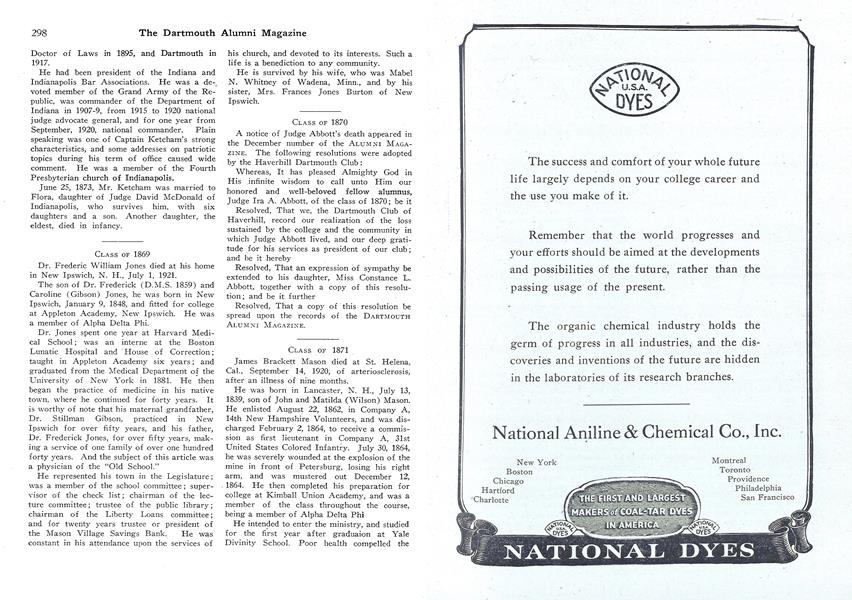 298 The Dartmouth Alumni Magazine
Doctor of Laws in 1895, and Dartmouth in
1917.
He had been president of the Indiana and
Indianapolis Bar Associations. He was a de-
voted member of the Grand Army of the Re-
public, was commander of the Department of
Indiana in 1907-9, from 1915 to 1920 national
judge advocate general, and for one year from
September, 1920, national commander. Plain
speaking was one of Captain Ketcham's strong
characteristics, and some addresses on patriotic
topics during his term of office caused wide
comment. He was a member of the Fourth
Presbyterian church of Indianapolis.
June 25, 1873, Mr. Ketcham was married to
Flora, daughter of Judge David McDonald of
Indianapolis, who survives him, with six
daughters and a son. Another daughter, the
eldest, died in infancy.
CLASS OF 1869
Dr. Frederic William Jones died at his home
in New Ipswich, N. H., July 1, 1921.
The son of Dr. Frederick (D.M.S. 1859) and
Caroline (Gibson) Jones, he was born in New
Ipswich, January 9, 1848, and fitted for college
at Appleton Academy, New Ipswich. He was
a member of Alpha Delta Phi.
Dr. Jones spent one year at Harvard Medi-
cal School; was an interne at the Boston
Lunatic Hospital and House of Correction;
taught in Appleton Academy six years; and
graduated from the Medical Department of the
University of New York in 1881. He then
began the practice of medicine in his native
town, where he continued for forty years. It
is worthy of note that his maternal grandfather,
Dr. Stillman Gibson, practiced in New
Ipswich for over fifty years, and his father,
Dr. Frederick Jones, for over fifty years, mak-
ing a service of one family of over one hundred
forty years. And the subject of this article was
a physician of the "Old School."
He represented his town in the Legislature;
was a member of the school committee; super-
visor of the check list; chairman of the lec-
ture committee; trustee of the public library;
chairman of the Liberty Loans committee;
and for twenty years trustee or president of
the Mason Village Savings Bank. He was
constant in his attendance upon the services of
his church, and devoted to its interests. Such a
life is a benediction to any community.
He is survived by his wife, who was Mabel
N. Whitney of Wadena, Minn., and by his
sister, Mrs. Frances Jones Burton of New
Ipswich.
CLASS OF 1870
A notice of Judge Abbott's death appeared in
the December number of the ALUMNI MAGA-
ZINE. The following resolutions were adopted
by the Haverhill Dartmouth Club:
Whereas, It has pleased Almighty God in
His infinite wisdom to call unto Him our
honored and well-beloved fellow alumnus,
Judge Ira A. Abbott, of the class of 1870; be it
Resolved, That we, the Dartmouth Club of
Haverhill, record our realization of the loss
sustained by the college and the community in
which Judge Abbott lived, and our deep grati-
tude for his services as president of our club;
and be it hereby
Resolved, That an expression of sympathy be
extended to his daughter, Miss Constance L.
Abbott, together with a copy of this resolu-
tion; and be it further
Resolved, That a copy of this resolution be
spread upon the records of the DARTMOUTH
ALUMNI MAGAZINE.
CLASS OF 1871
James Brackett Mason died at St. Helena,
Cal., September 14, 1920, of arteriosclerosis,
after an illness of nine months.
He was born in Lancaster, N. H., July 13,
1839, son of John and Matilda (Wilson) Mason.
He enlisted August 22, 1862, in Company A,
14th New Hampshire Volunteers, and was dis-
charged February 2, 1864, to receive a commis-
sion as first lieutenant in Company A, 31st
United States Colored Infantry. July 30, 1864,
he was severely wounded at the explosion of the
mine in front of Petersburg, losing his right
arm, and was mustered out December 12,
1864. He then completed his preparation for
college at Kimball Union Academy, and was a
member of the class throughout the course,
being a member of Alpha Delta Phi
He intended to enter the ministry, and studied
for the first year after graduaion at Yale
Divinity School. Poor health compelled the
NATIONAL
U.S.A.
DYES
The success and comfort of your whole future
life largely depends on your college career and
the use you make of it.
Remember that the world progresses and
your efforts should be aimed at the developments
and possibilities of the future, rather than the
passing usage of the present.
The organic chemical industry holds the
germ of progress in all industries, and the dis-
coveries and inventions of the future are hidden
in the laboratories of its research branches.
National Aniline & Chemical Co., Inc.
New York
Boston
Chicago
Hartford
Charlotte
Montreal
Toronto
Providence
Philadelphia
San Francisco
THE FIRST AND LARGEST
MAKERS of COAL-TAR DYES
IN AMERICA
NATIONAL
DYES
NATIONAL
DYES
NATIONAL DYES